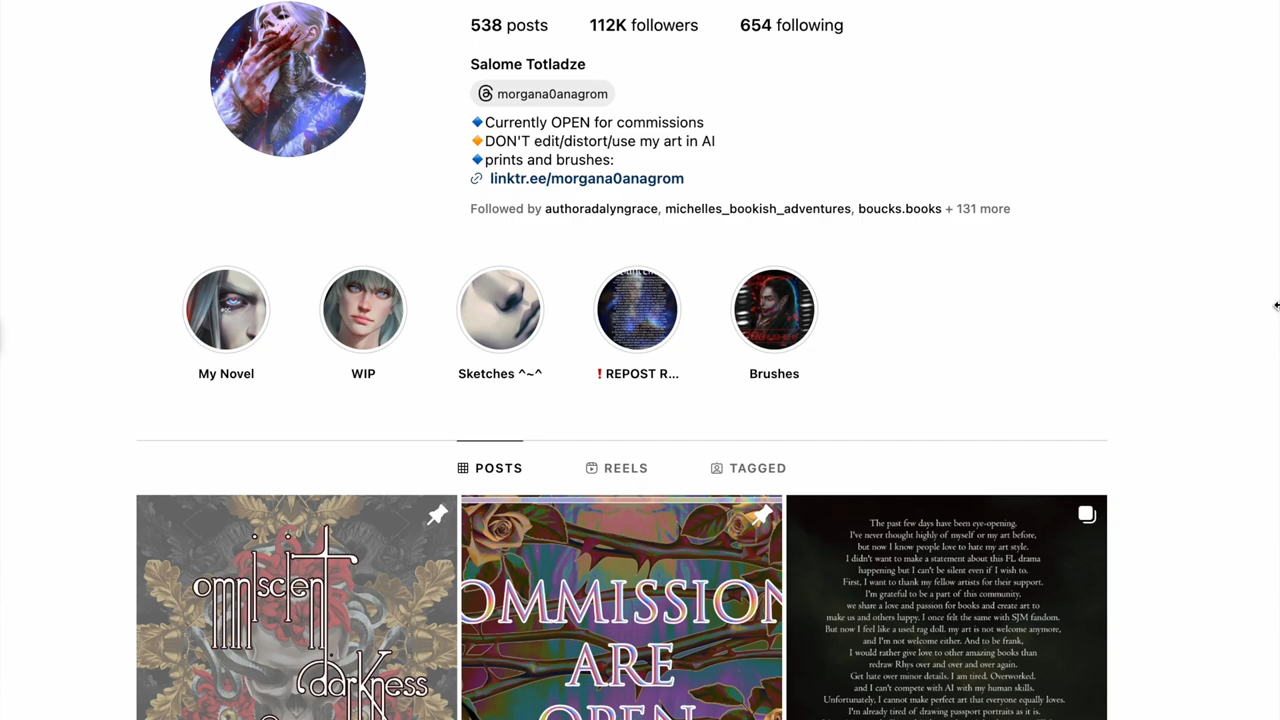 538 posts 112K followers 654 following
Salome Totladze
morgana0anagrom
Currently OPEN for commissions
DON'T edit/distort/use my art in AI
prints and brushes:
linktr.ee/morgana0anagrom
Followed by authoradalyngrace, michelles_bookish_adventures, boucks.books + 131 more
My Novel WIP Sketches ^~^ ❗REPOST R... Brushes
POSTS REELS TAGGED
omniscient
darkness
OMMISSION
ARE
OPEN
The past few days have been eye-opening.
I've never thought highly of myself or my art before,
but now I know people love to hate my art style.
I didn't want to make a statement about this FL drama
happening but I can't be silent even if I wish to.
First, I want to thank my fellow artists for their support.
I'm grateful to be a part of this community,
we share a love and passion for books and create art to
make us and others happy. I once felt the same with SJM fandom.
But now I feel like a used rag doll. my art is not welcome anymore,
and I'm not welcome either. And to be frank,
I would rather give love to other amazing books than
redraw Rhys over and over and over again.
Get hate over minor details. I am tired. Overworked.
and I can't compete with AI with my human skills.
Unfortunately, I cannot make perfect art that everyone equally loves.
I'm already tired of drawing passport portraits as it is.